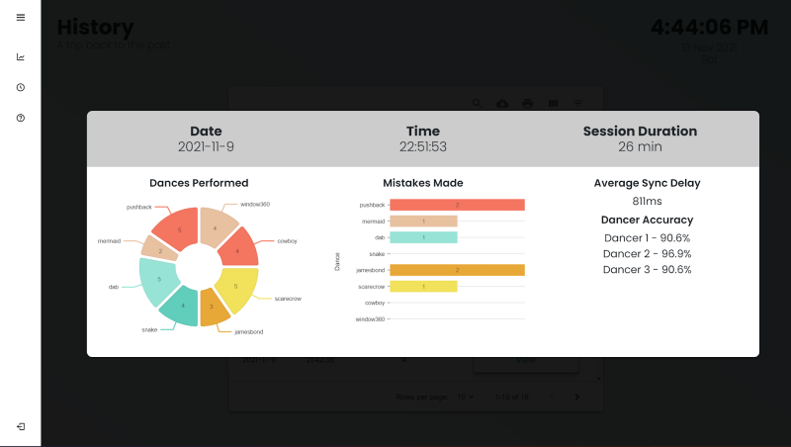 History
A trip back to the past
4:44:06 PM
Sat
Date
2021-11-9
Time
22:51:53
Session Duration
26 min
Dances Performed
window360
4
cowboy
4
scarecrow
5
jamesbond
3
snake
4
dab
5
mermaid
2
pushback
5
Mistakes Made
Dance
pushback
2
mermaid
1
dab
1
snake
jamesbond
2
scarecrow
1
cowboy
window360
Average Sync Delay
811ms
Dancer Accuracy
Dancer 1 - 90.6%
Dancer 2 - 96.9%
Dancer 3 - 90.6%
Rows per page: 10
1-10 of 16